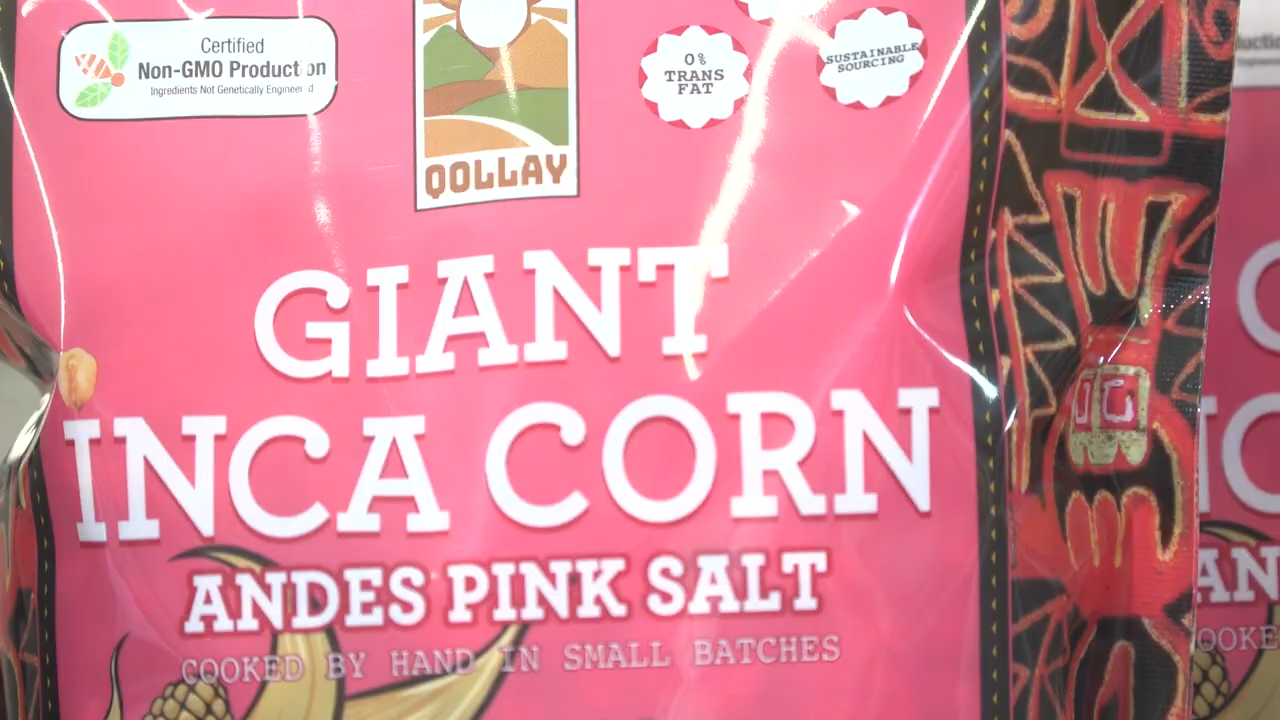 Certified
Non-GMO Production
Ingredients Not Genetically Engineered
QOLLAY
0%
TRANS
FAT
SUSTAINABLE
SOURCING
GIANT
INCA CORN
ANDES PINK SALT
COOKED BY HAND IN SMALL BATCHES